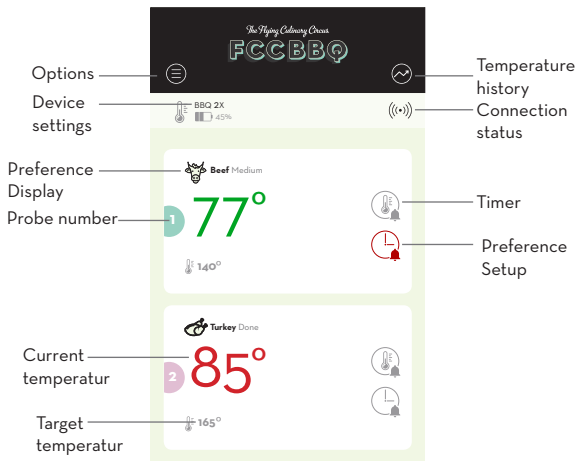 The Flying Culinary Circus
FCCBBQ
Options
Temperature
history
Device
settings
BBQ 2X
45%
Connection
status
Preference
Display
Beef Medium
Probe number
1
77°
Timer
Preference
Setup
140°
Turkey Done
Current
temperatur
2
85°
Target
temperatur
165°